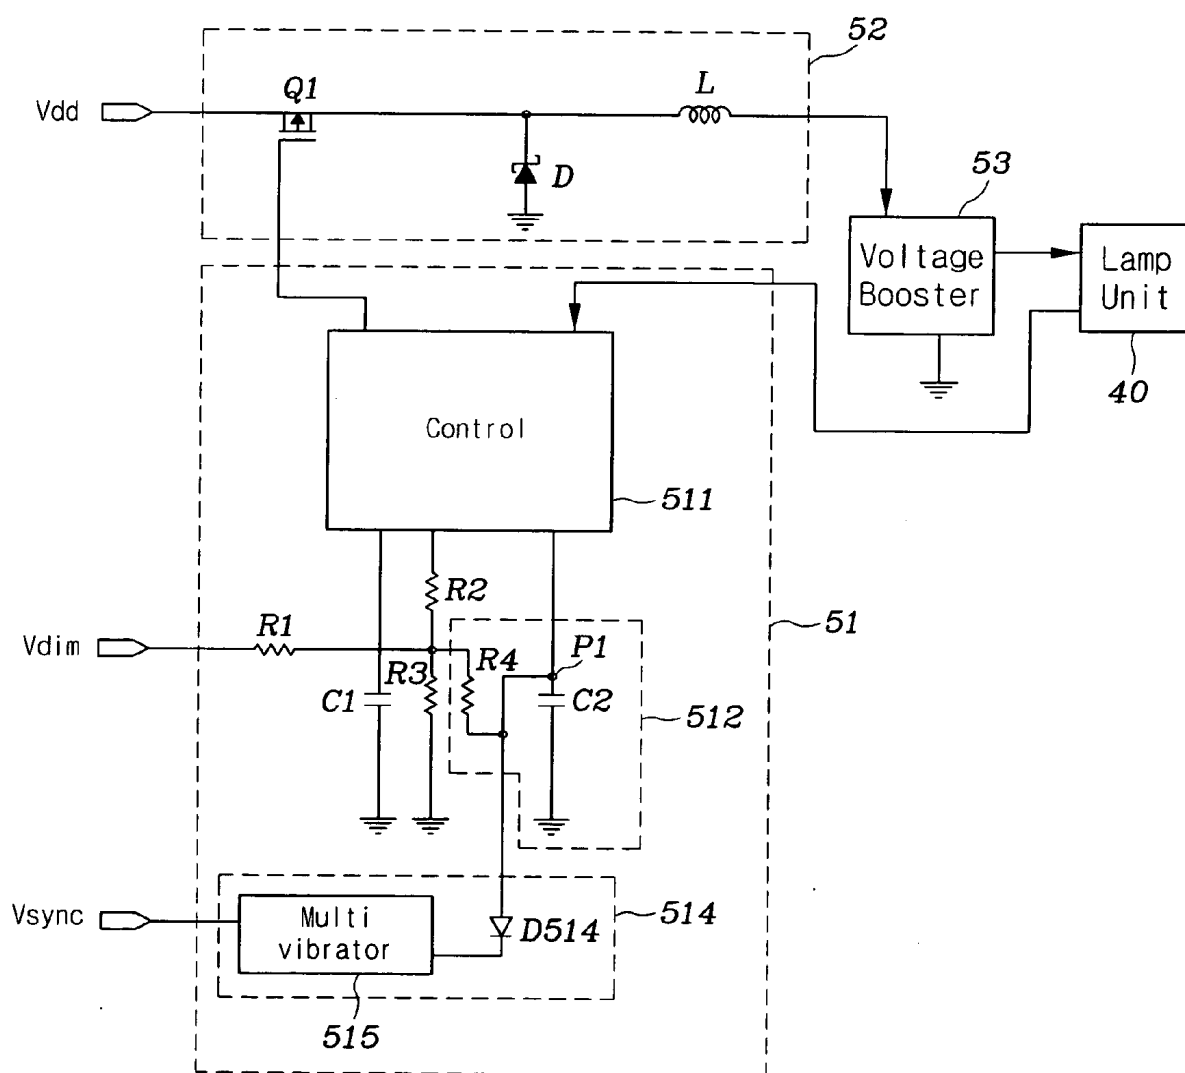 52
Vdd
Q1
L
D
53
Voltage
Booster
Lamp
Unit
40
Control
511
R2
Vdim
R1
R3
R4
P1
51
C1
C2
512
Vsync
Multi
vibrator
D514
514
515